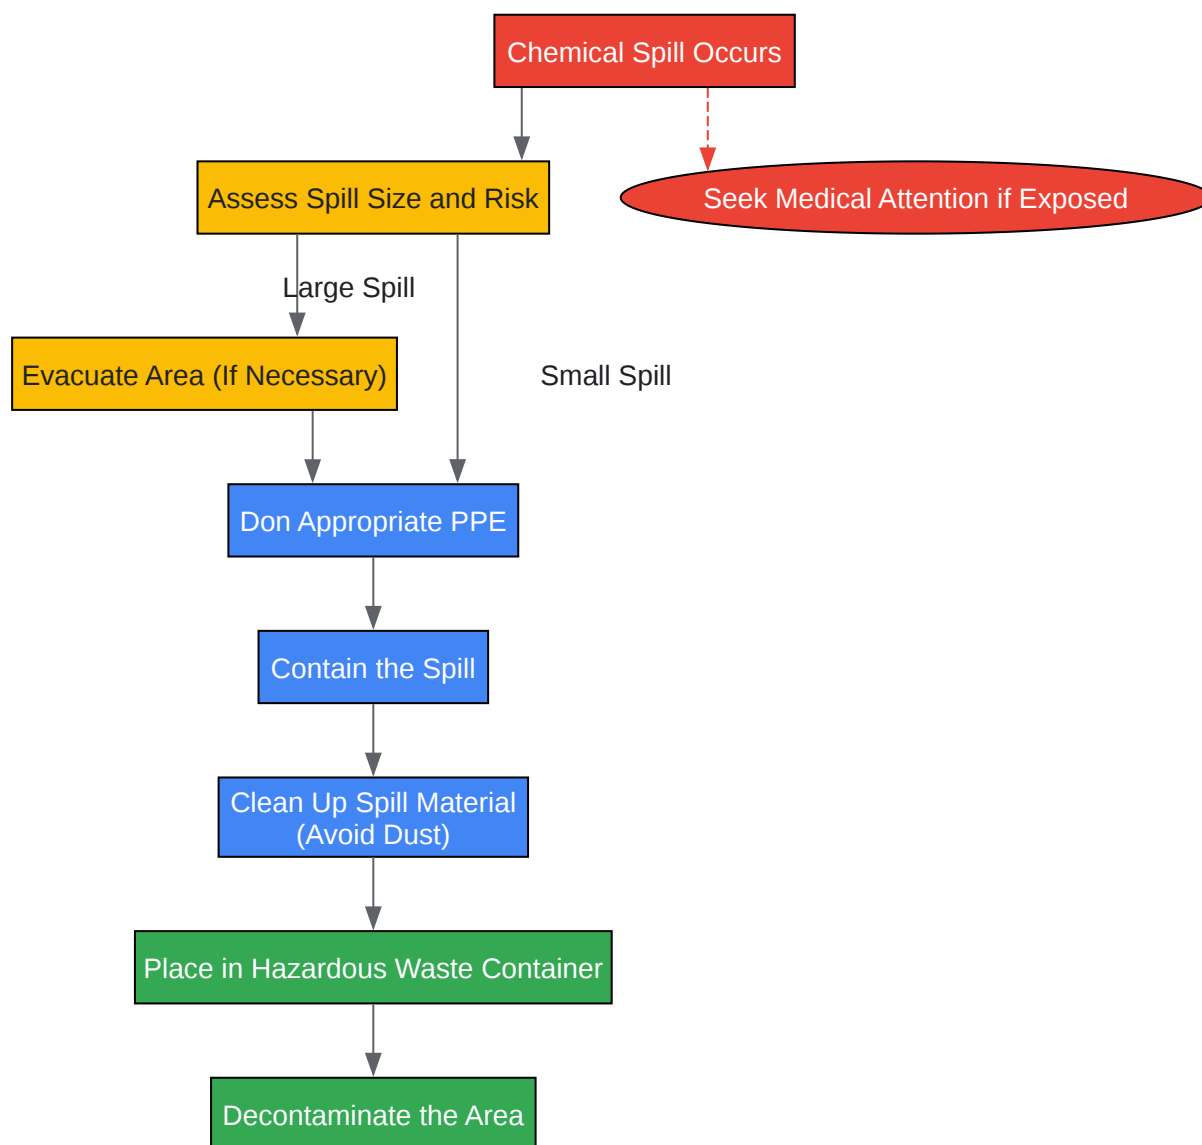 Chemical Spill Occurs
Assess Spill Size and Risk
Seek Medical Attention if Exposed
Large Spill
Evacuate Area (If Necessary)
Small Spill
Don Appropriate PPE
Contain the Spill
Clean Up Spill Material
(Avoid Dust)
Place in Hazardous Waste Container
Decontaminate the Area